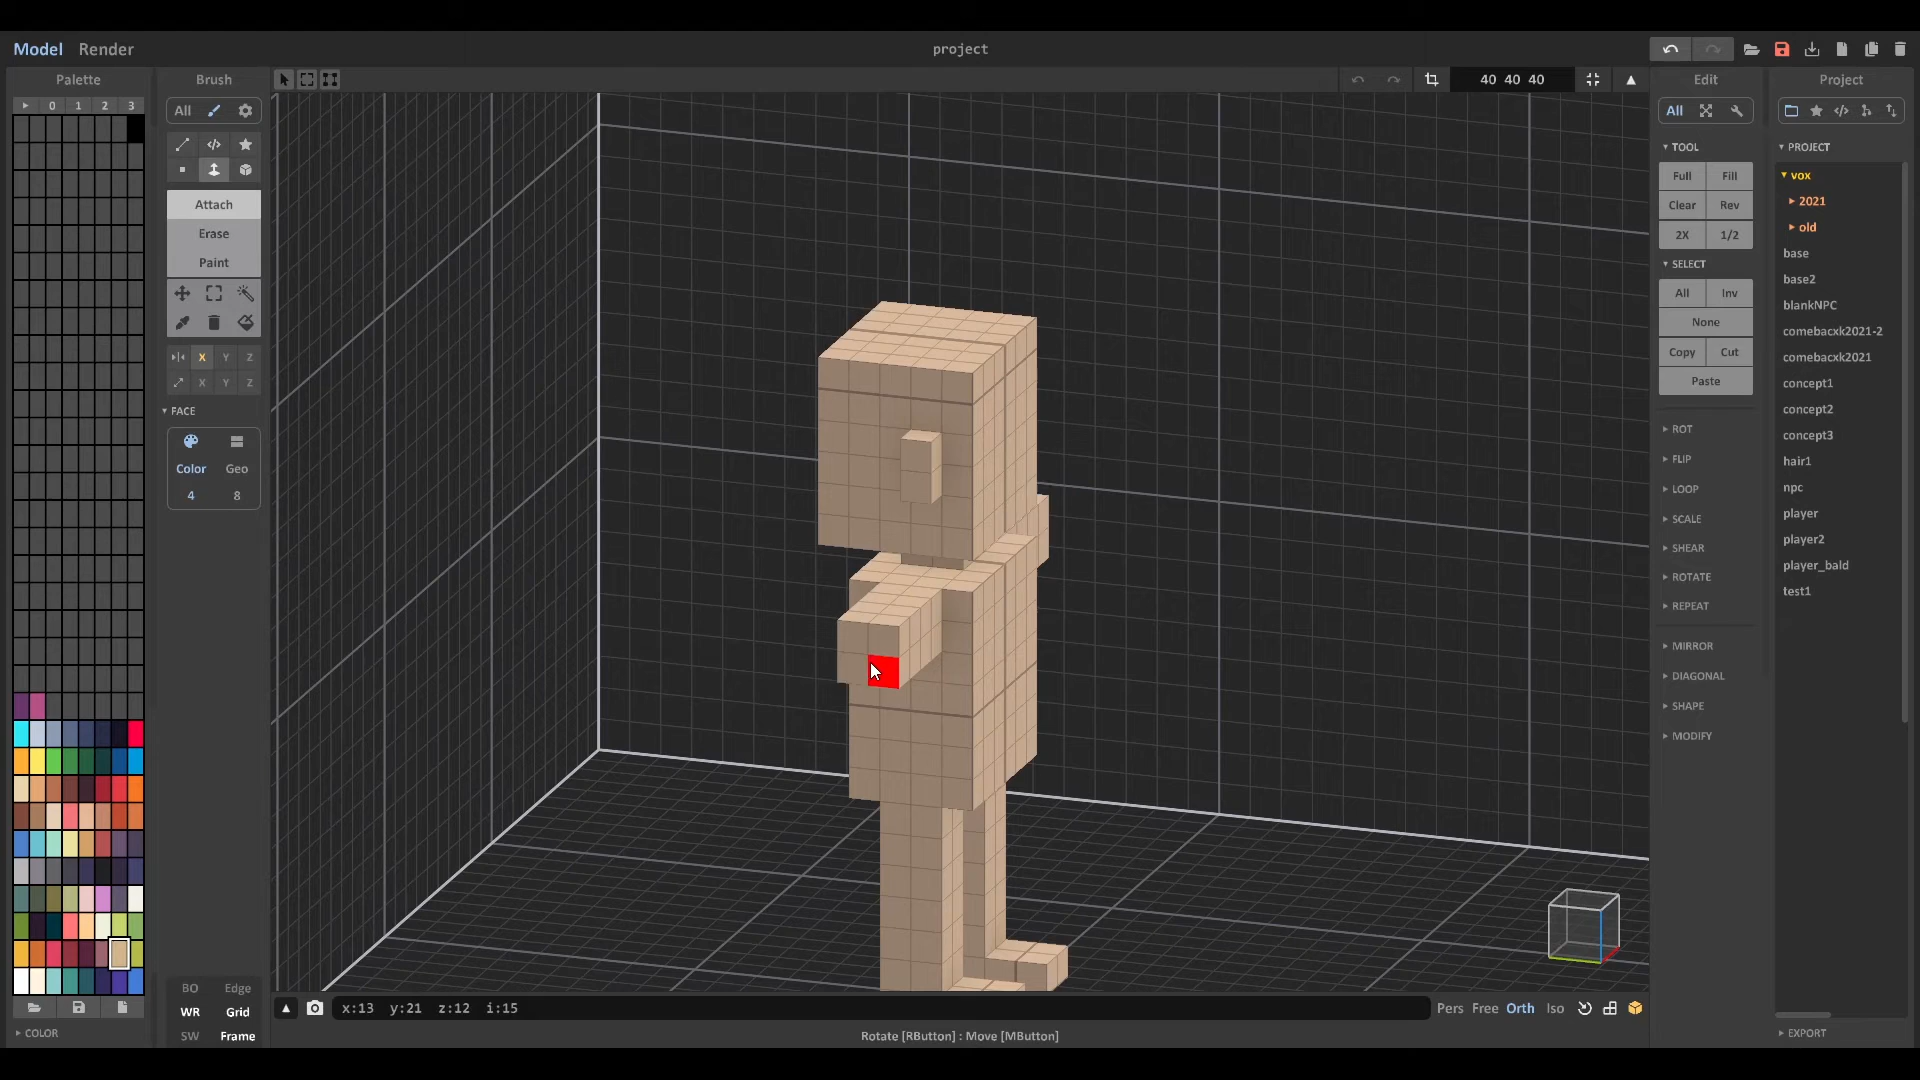 Model Render
project
Palette
Brush
40 40 40
Edit
Project
0 1 2 3
All
All
PROJECT
TOOL
Full Fill
Clear Rev
2X 1/2
SELECT
All Inv
None
Copy Cut
Paste
ROT
FLIP
LOOP
SCALE
SHEAR
ROTATE
REPEAT
MIRROR
DIAGONAL
SHAPE
MODIFY
vox
2021
old
base
base2
blankNPC
comebacxk2021-2
comebacxk2021
concept1
concept2
concept3
hair1
npc
player
player2
player_bald
test1
EXPORT
Attach
Erase
Paint
X Y Z
X Y Z
FACE
Color Geo
4 8
BO Edge
WR Grid
SW Frame
COLOR
x:13 y:21 z:12 i:15
Pers Free Orth Iso
Rotate [RButton] : Move [MButton]